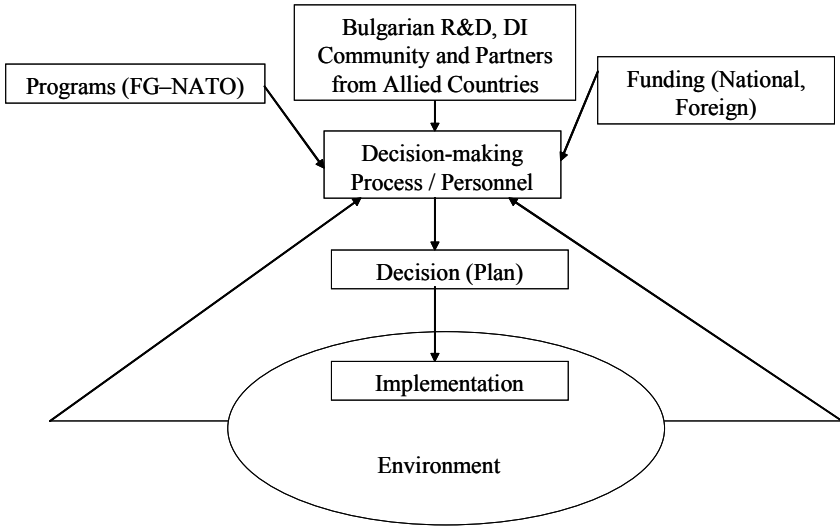 Bulgarian R&D, DI
Community and Partners
from Allied Countries
Programs (FG–NATO)
Funding (National,
Foreign)
Decision-making
Process / Personnel
Decision (Plan)
Implementation
Environment